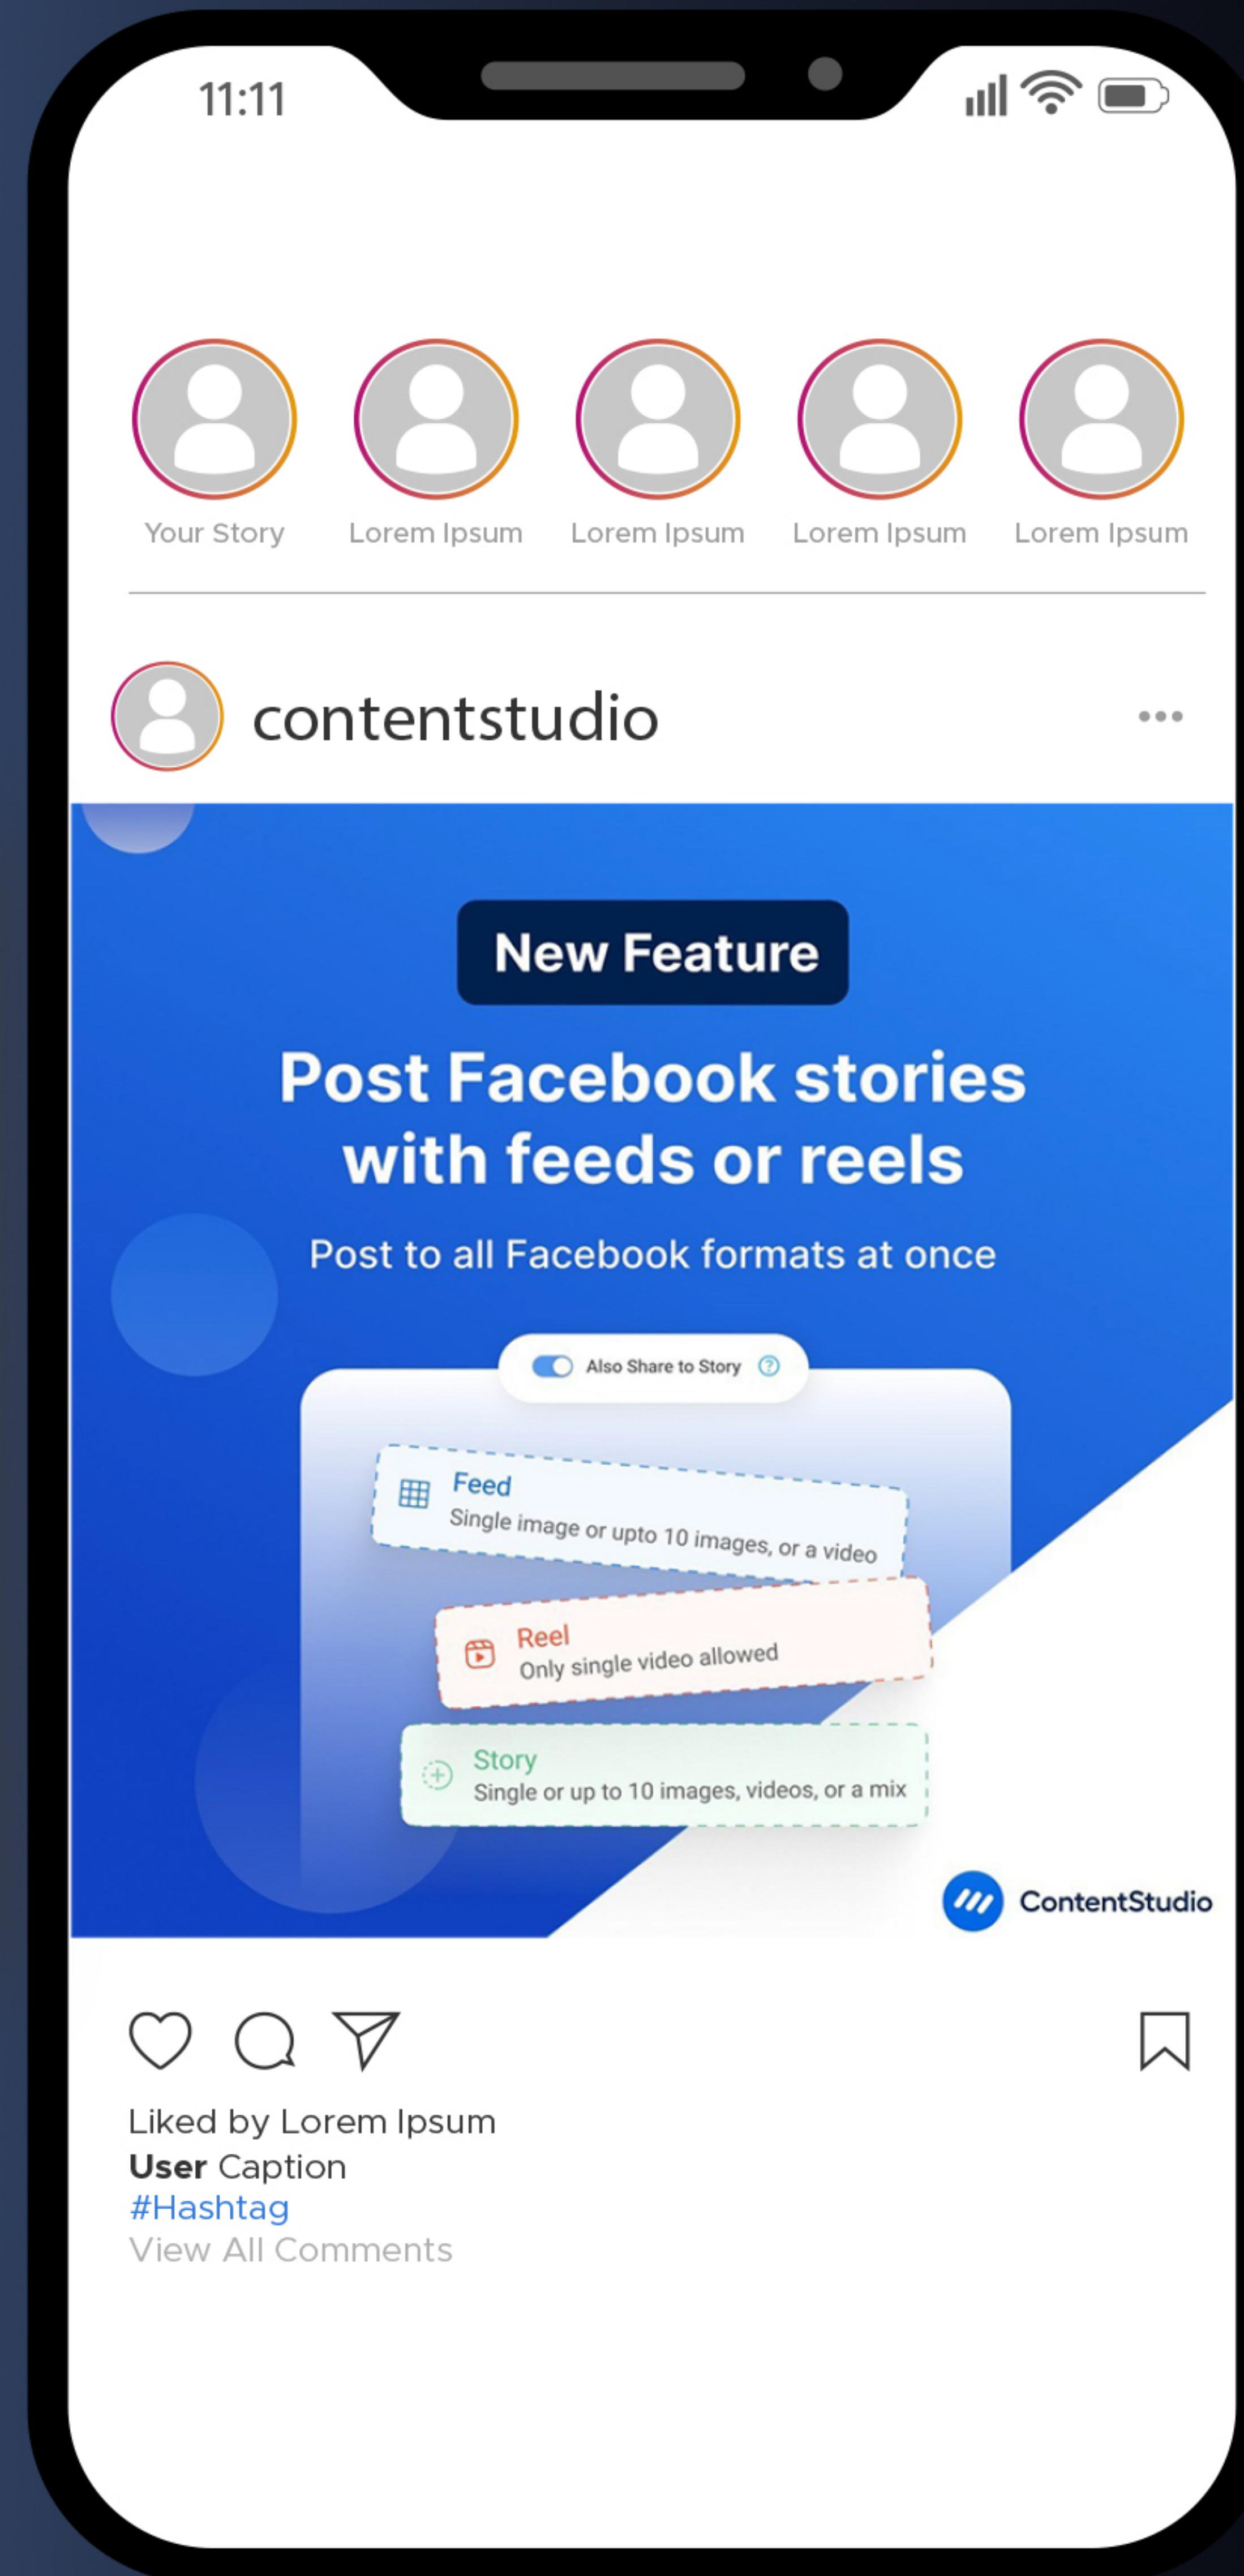 11:11
Your Story
Lorem Ipsum
Lorem Ipsum
Lorem Ipsum
Lorem Ipsum
contentstudio
New Feature
Post Facebook stories
with feeds or reels
Post to all Facebook formats at once
Also Share to Story ?
Feed
Single image or upto 10 images, or a video
Reel
Only single video allowed
Story
Single or up to 10 images, videos, or a mix
ContentStudio
Liked by Lorem Ipsum
User Caption
#Hashtag
View All Comments